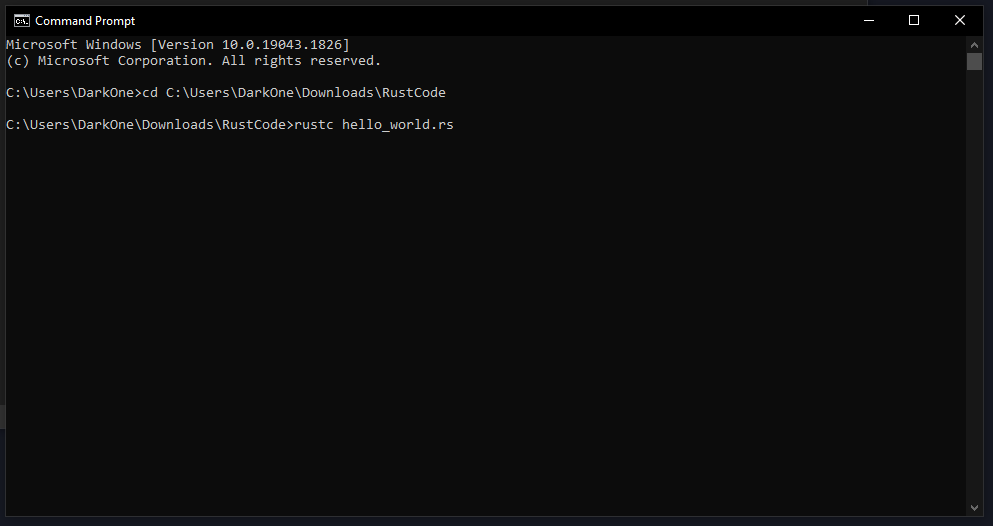 Command Prompt
Microsoft Windows [Version 10.0.19043.1826]
(c) Microsoft Corporation. All rights reserved.
C:\Users\DarkOne>cd C:\Users\DarkOne\Downloads\RustCode
C:\Users\DarkOne\Downloads\RustCode>rustc hello_world.rs